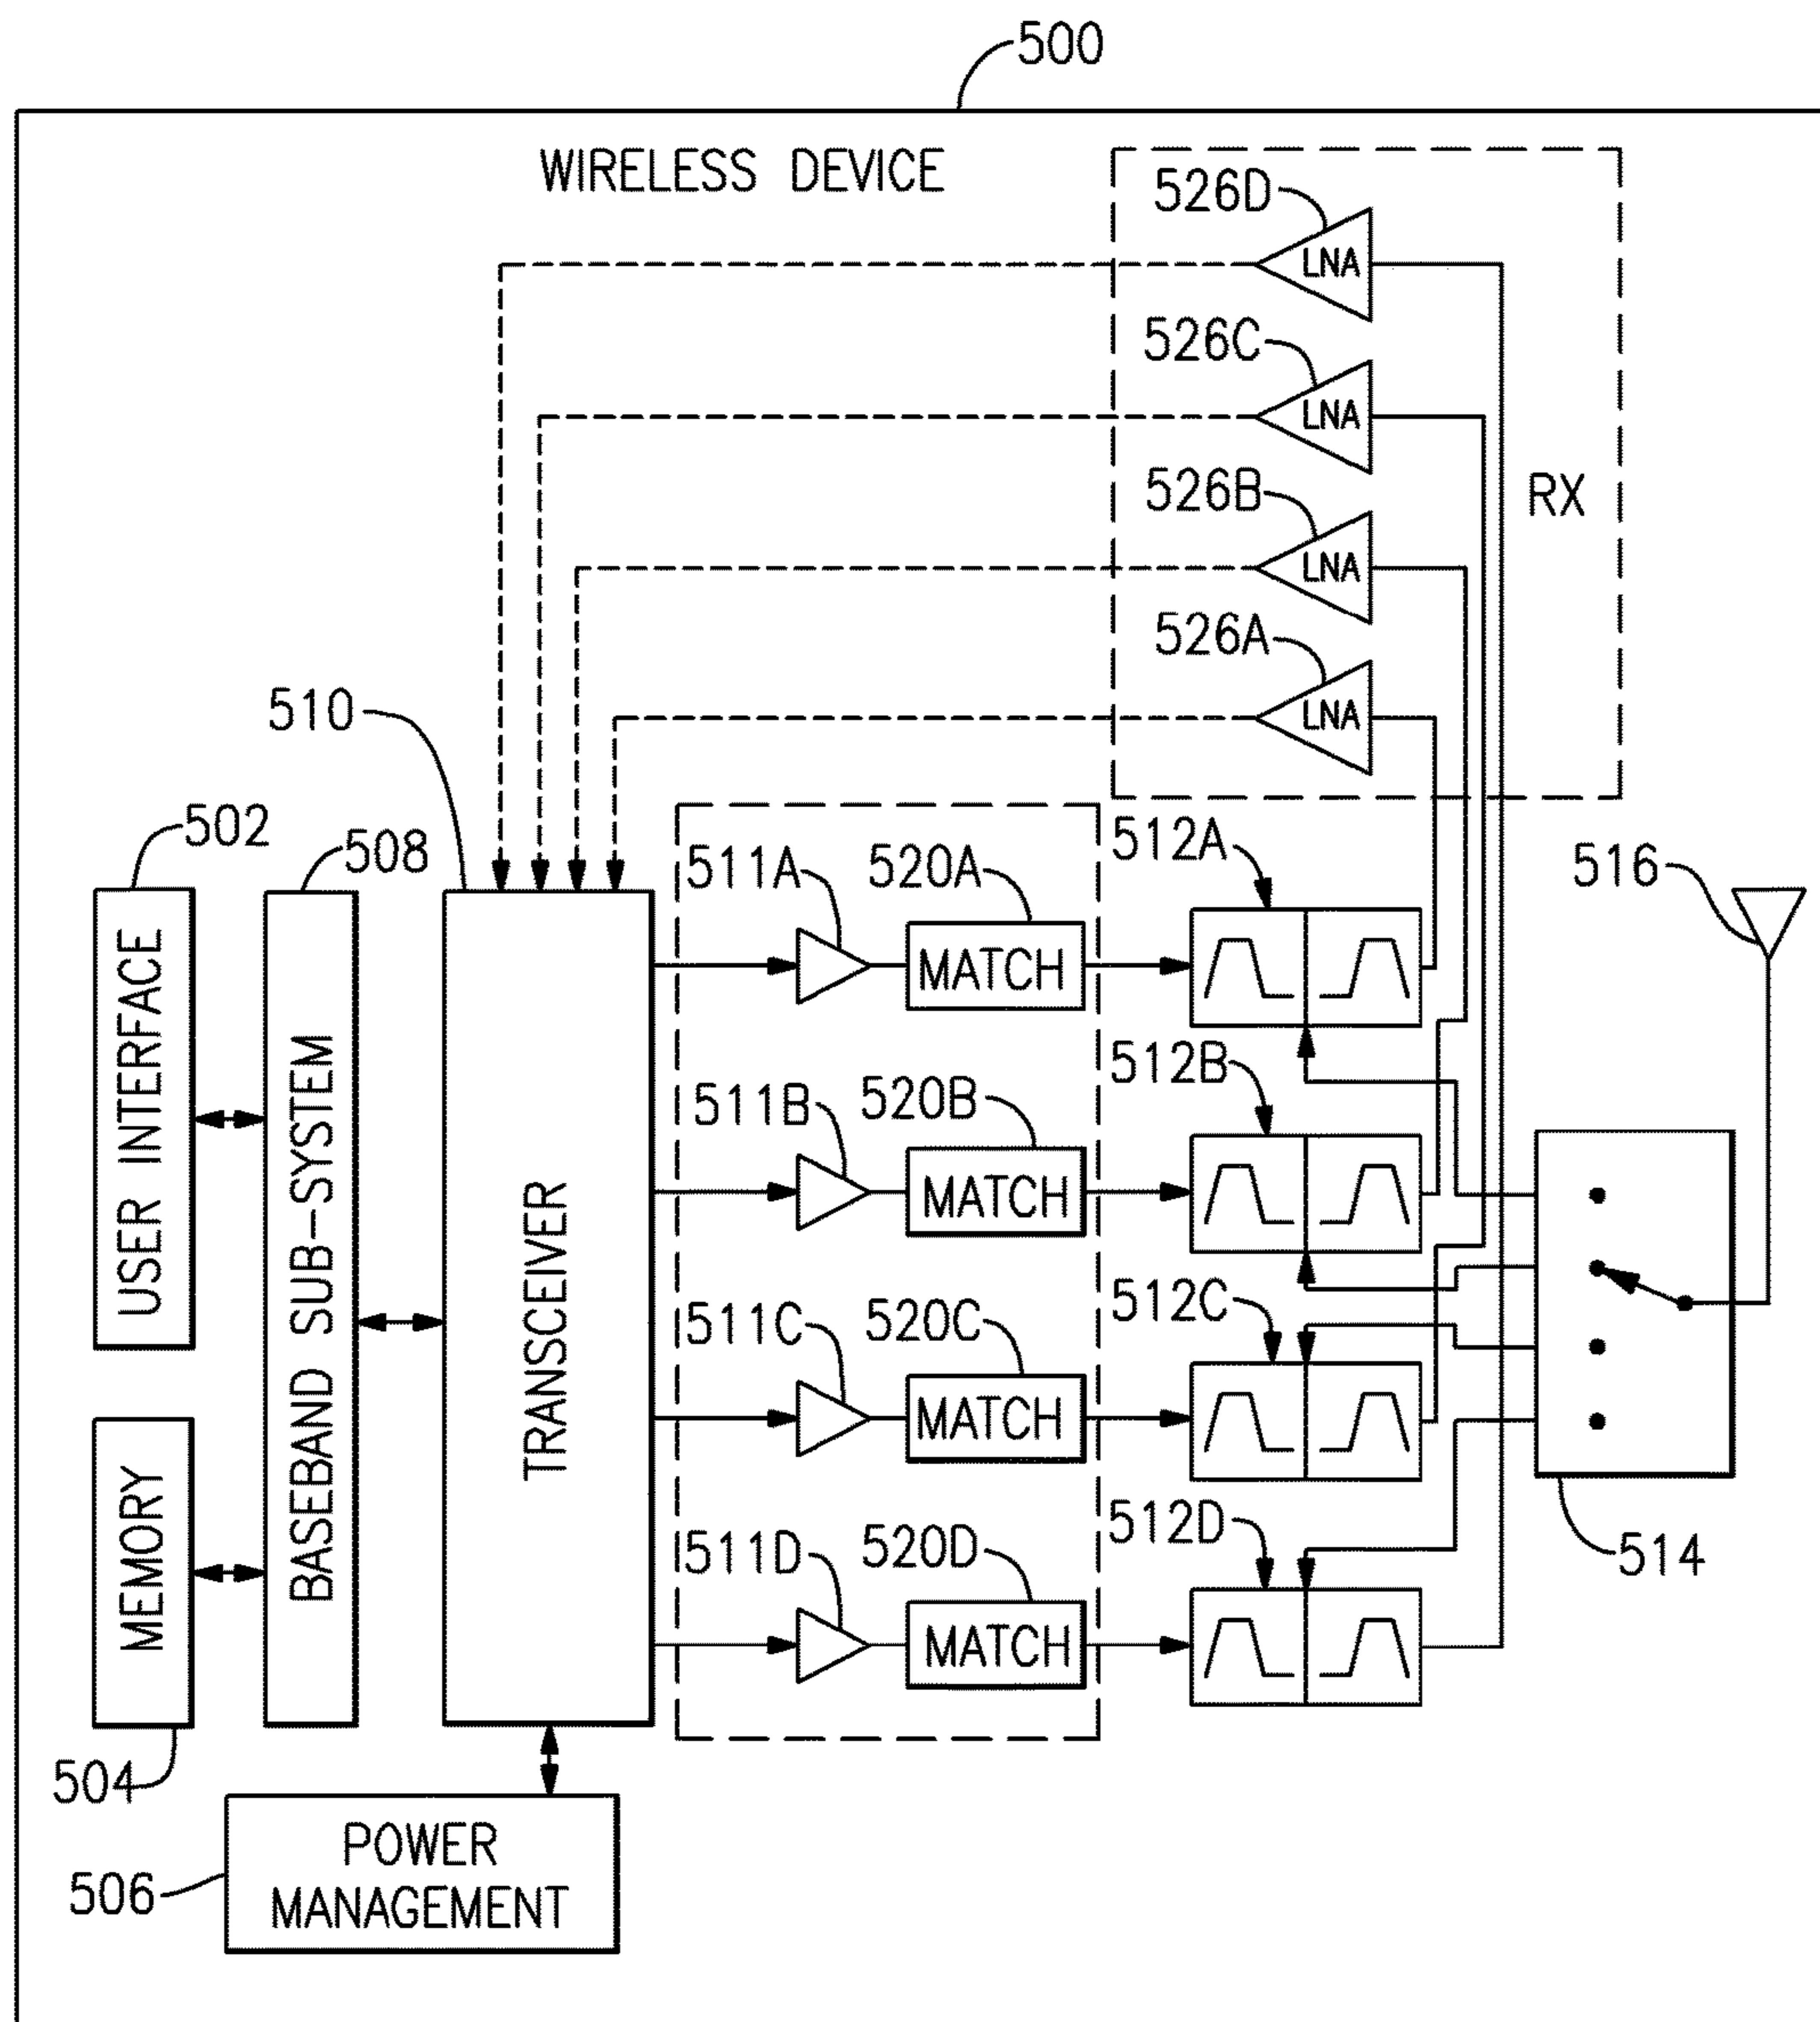 500
WIRELESS DEVICE
526D
LNA
526C
LNA
526B
LNA
RX
526A
LNA
510
502
508
511A
520A
512A
516
MATCH
USER INTERFACE
BASEBAND SUB-SYSTEM
TRANSCEIVER
511B
520B
512B
MATCH
511C
520C
512C
MATCH
MEMORY
511D
520D
512D
514
MATCH
504
POWER
MANAGEMENT
506